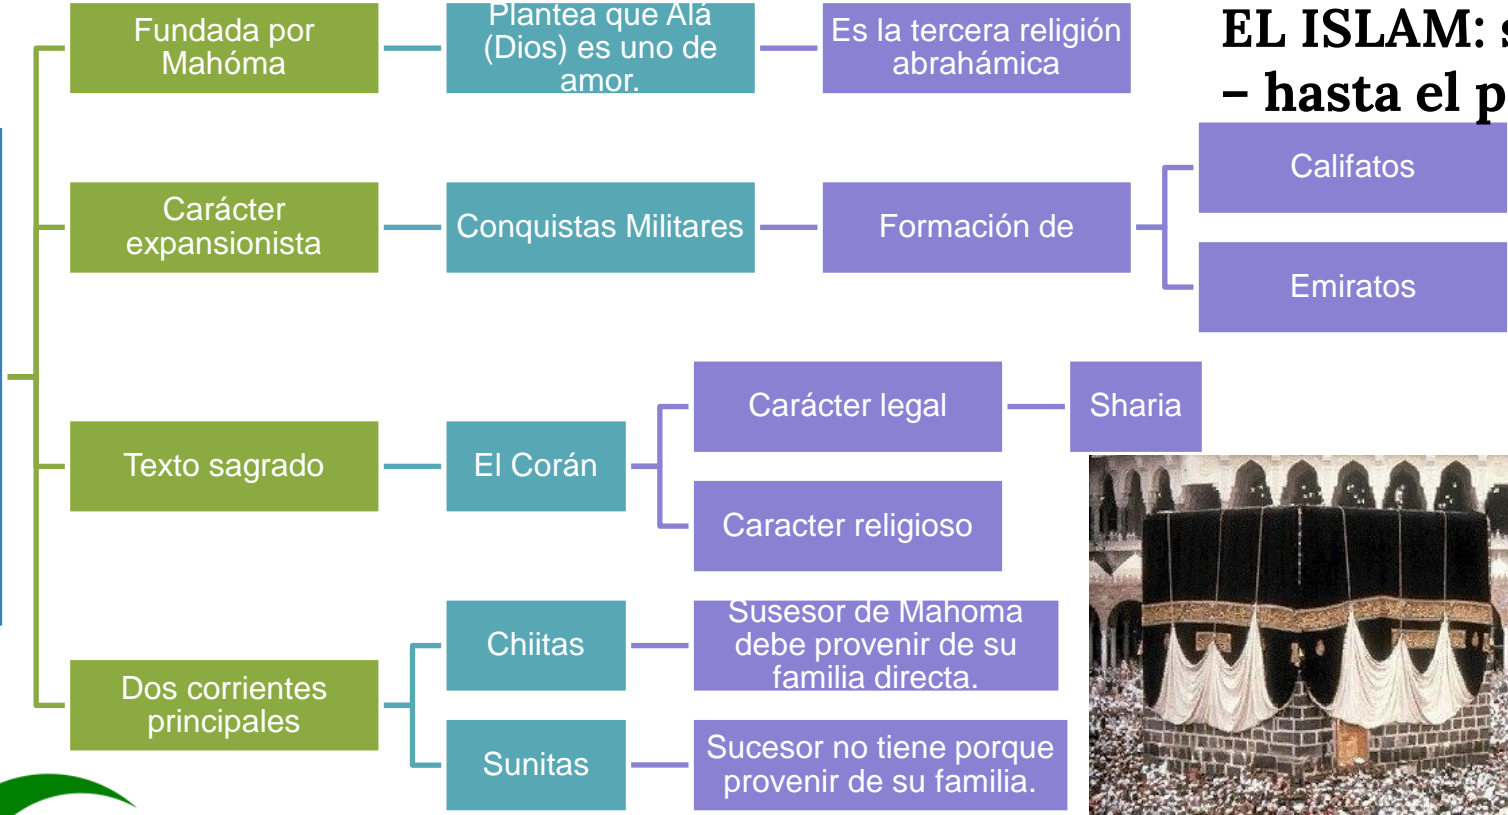 EL ISLAM:
– hasta el
Fundada por
Mahóma
Plantea que Alá
(Dios) es uno de
amor.
Es la tercera religión
abrahámica
Carácter
expansionista
Conquistas Militares
Formación de
Califatos
Emiratos
Texto sagrado
El Corán
Carácter legal
Sharia
Caracter religioso
Dos corrientes
principales
Chiitas
Susesor de Mahoma
debe provenir de su
familia directa.
Sunitas
Sucesor no tiene porque
provenir de su familia.